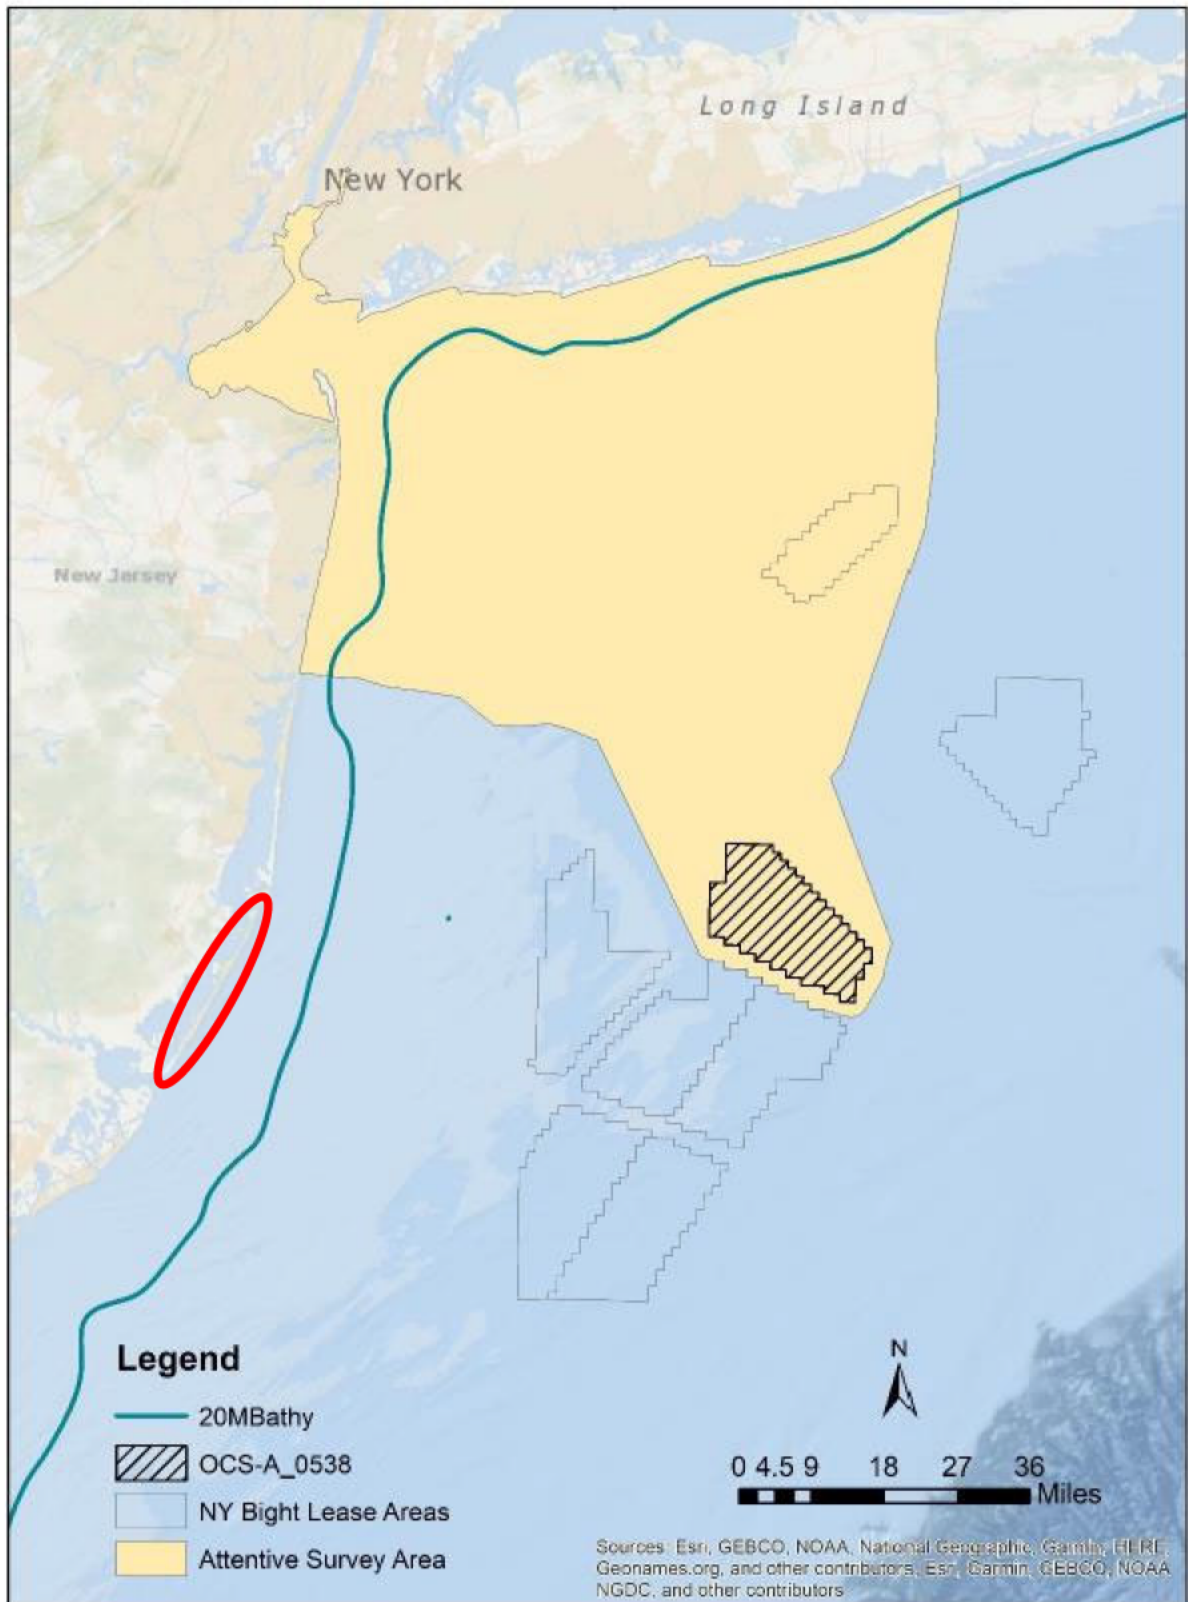 Long Island
New York
New Jersey
N
Legend
20MBathy
OCS-A_0538
NY Bight Lease Areas
Attentive Survey Area
0 4.5 9 18 27 36
Miles
Sources: Esri, GEBCO, NOAA, National Geographic, Garmin, HERE,
Geonames.org, and other contributors, Esri, Garmin, GEBCO, NOAA
NGDC, and other contributors